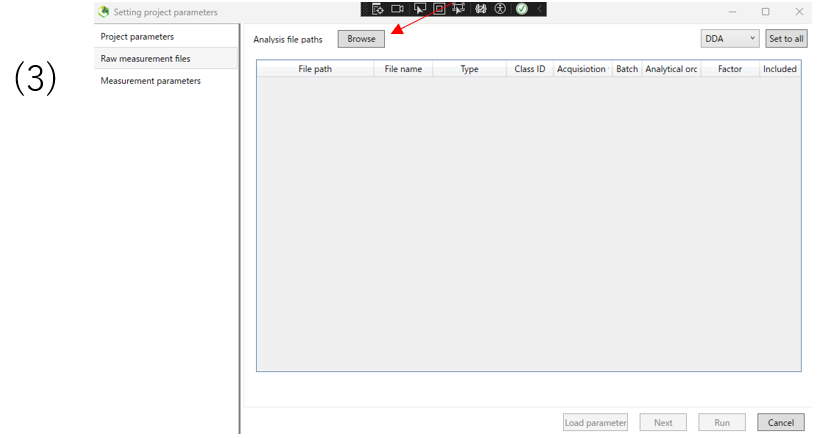 Setting project parameters
(3)
Project parameters
Raw measurement files
Measurement parameters
Analysis file paths
Browse
DDA
Set to all
File path File name Type Class ID Acquisiotion Batch Analytical orc Factor Included
Load parameter Next Run Cancel